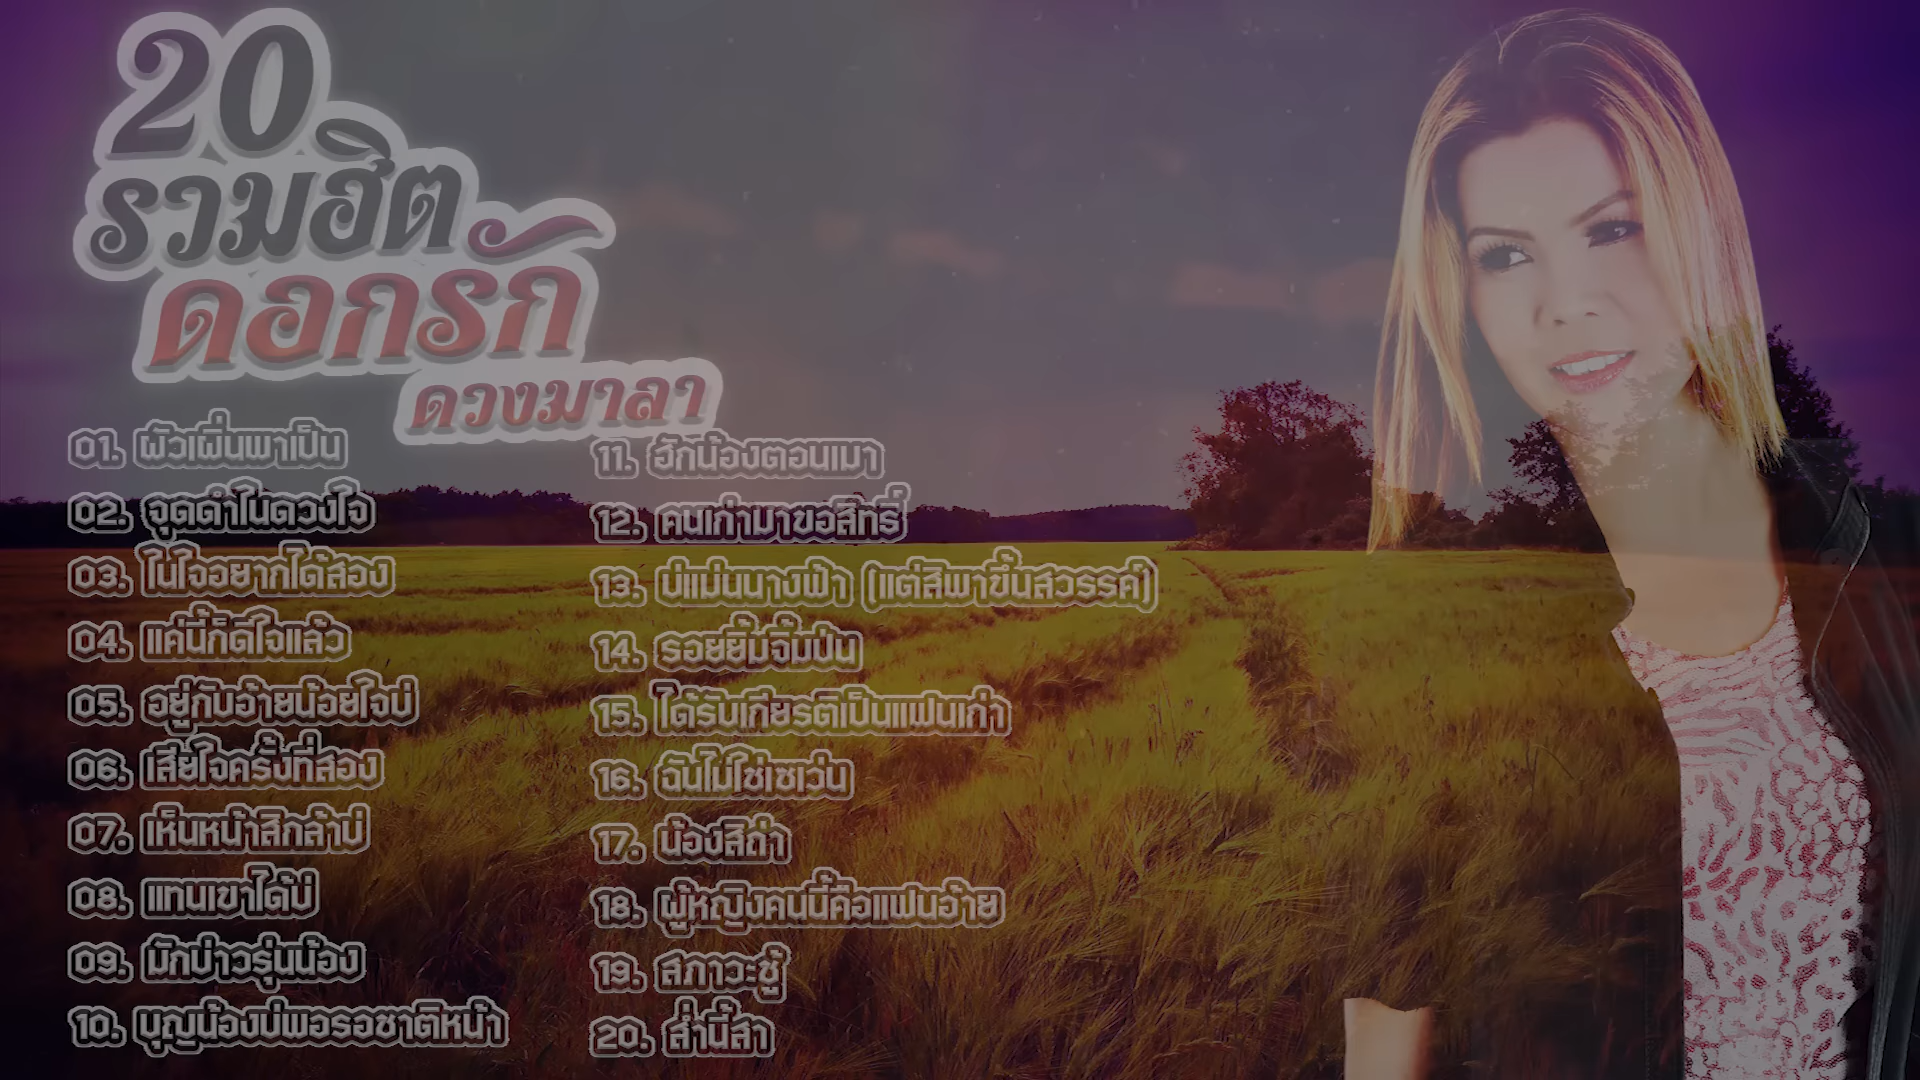 20
รวมฮิต
ดอกรัก
ดวงมาลา
01. ผัวเผิ่นพาเป็น
02. จุดดำในดวงใจ
03. ในใจอยากได้สอง
04. แค่นี้ก็ดีใจแล้ว
05. อยู่กับอ้ายน้อยใจบ่
06. เสียใจครั้งที่สอง
07. เห็นหน้าสิกล้าบ่
08. แทนเขาได้บ่
09. มักบ่าวรุ่นน้อง
10. บุญน้องบ่พอรอชาติหน้า
11. ฮักน้องตอนเมา
12. คนเก่ามาขอสิทธิ์
13. บ่แม่นนางฟ้า (แต่สิพาขึ้นสวรรค์)
14. รอยยิ้มจิ้มป่น
15. ได้รับเกียรติเป็นแฟนเก่า
16. ฉันไม่ใช่เซเว่น
17. น้องสิถ่า
18. ผู้หญิงคนนี้คือแฟนอ้าย
19. สภาวะชู้
20. ส่ำนี้สา